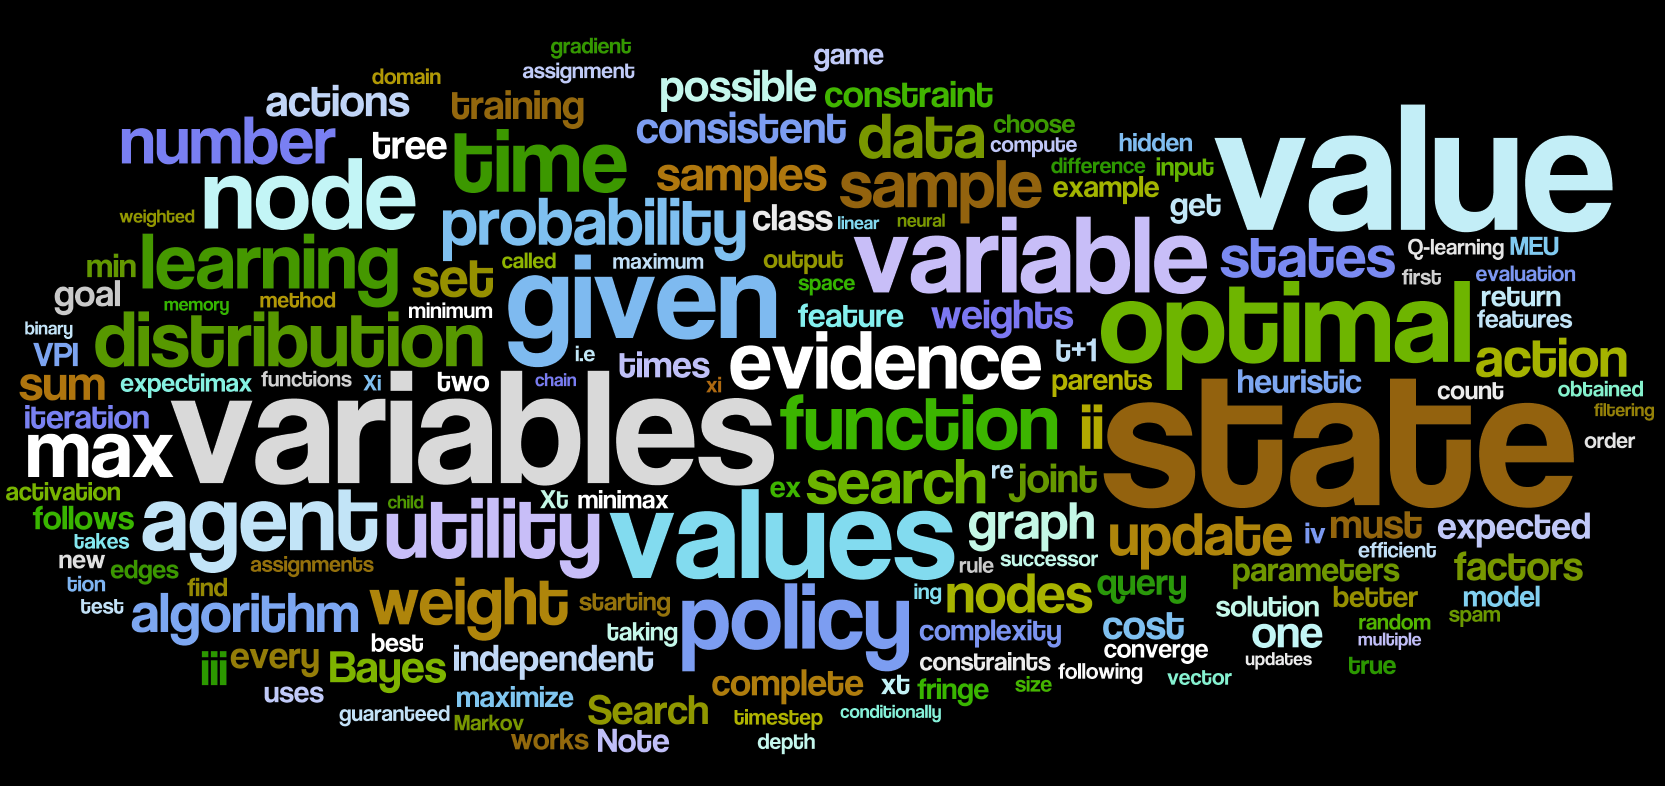 gradient
game
assignment
domain
possible
constraint
actions
training
number
consistent
data
choose
value
tree
time
compute
hidden
node
samples
sample
difference
input
example
weighted
probability
class
linear
neural
get
variable
states
Q-learning
MEU
learning
min
set
called
maximum
output
given
space
first
evaluation
goal
memory
method
minimum
feature
weights
optimal
return
features
binary
distribution
VPI
i.e
times
evidence
t+1
action
sum
expectimax
functions
Xi
two
chain
xi
parents
heuristic
count
obtained
iteration
variables
function
ii
state
filtering
max
order
search
re
joint
activation
agent
child
Xt
minimax
ex
follows
utility
values
graph
update
iv
must
expected
takes
efficient
new
edges
assignments
rule
successor
parameters
factors
tion
find
weight
starting
policy
ing
nodes
query
better
model
test
algorithm
solution
random
spam
taking
complexity
cost
one
multiple
best
iii
every
Bayes
independent
constraints
converge
updates
true
following
uses
maximize
complete
xt
fringe
size
vector
guaranteed
Markov
Search
timestep
conditionally
works
Note
depth